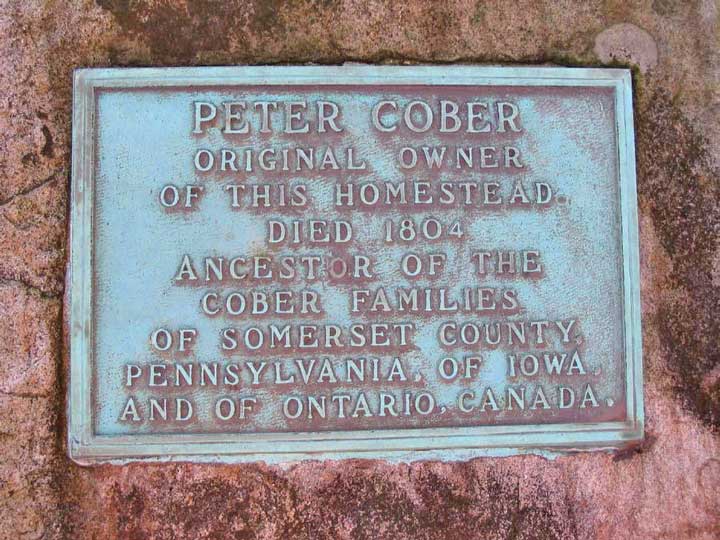 PETER COBER
ORIGINAL OWNER
OF THIS HOMESTEAD.
DIED 1804
ANCESTOR OF THE
COBER FAMILIES
OF SOMERSET COUNTY,
PENNSYLVANIA, OF IOWA,
AND OF ONTARIO, CANADA.